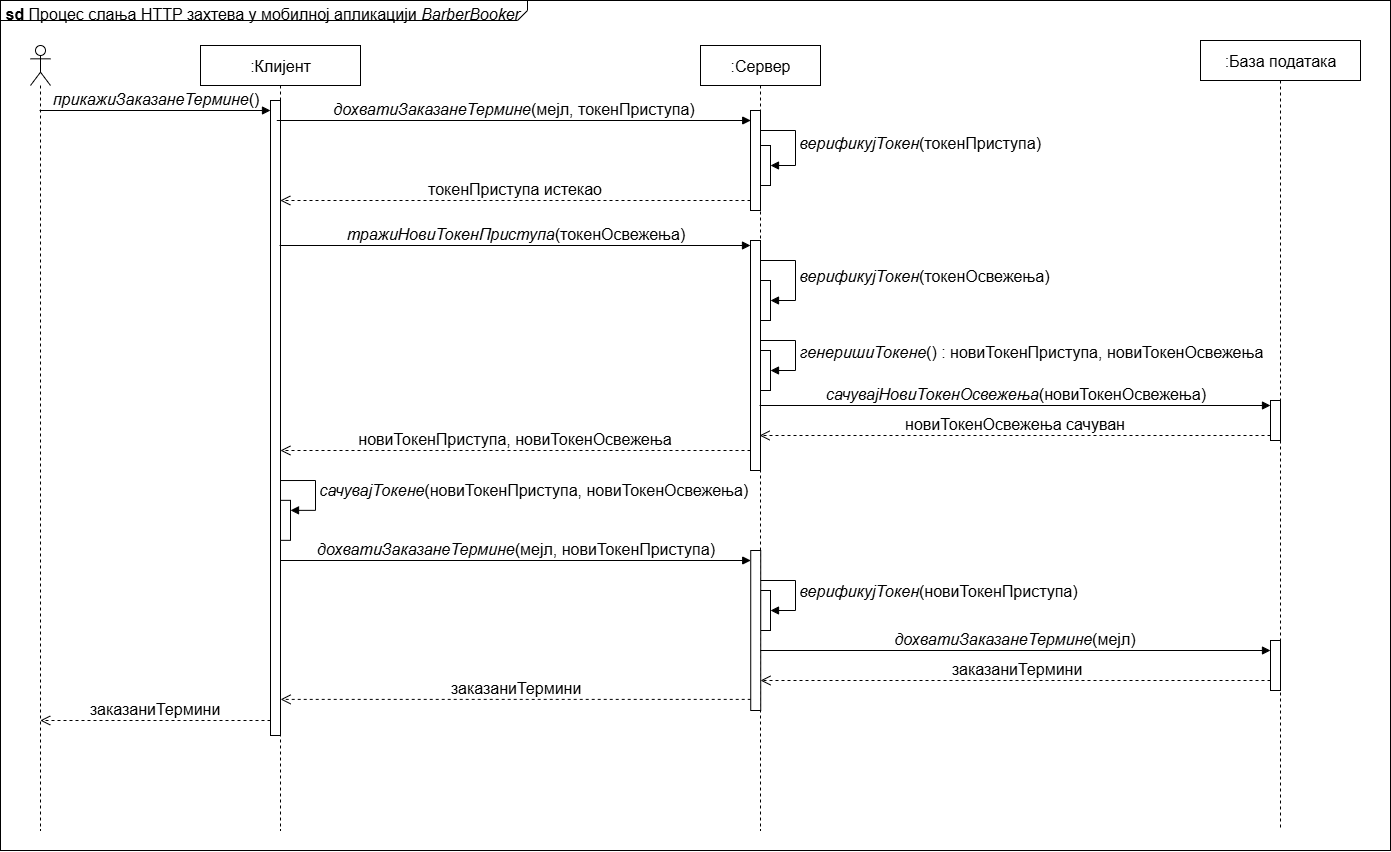 sd Процес слања HTTP захтева у мобилној апликацији BarberBooker
:Клијент
:Сервер
:База података
прикажиЗаказанеТермине()
дохватиЗаказанеТермине(мејл, токенПриступа)
верификујТокен(токенПриступа)
токенПриступа истекао
тражиНовиТокенПриступа(токенОсвежења)
верификујТокен(токенОсвежења)
генеришиТокене() : новиТокенПриступа, новиТокенОсвежења
сачувајНовиТокенОсвежења(новиТокенОсвежења)
новиТокенОсвежења сачуван
новиТокенПриступа, новиТокенОсвежења
сачувајТокене(новиТокенПриступа, новиТокенОсвежења)
дохватиЗаказанеТермине(мејл, новиТокенПриступа)
верификујТокен(новиТокенПриступа)
дохватиЗаказанеТермине(мејл)
заказаниТермини
заказаниТермини
заказаниТермини